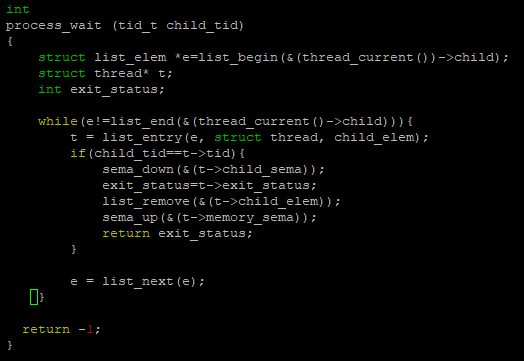 int
process_wait (tid_t child_tid)
{
    struct list_elem *e=list_begin(&(thread_current())->child);
    struct thread* t;
    int exit_status;

    while(e!=list_end(&(thread_current()->child))){
        t = list_entry(e, struct thread, child_elem);
        if(child_tid==t->tid){
            sema_down(&(t->child_sema));
            exit_status=t->exit_status;
            list_remove(&(t->child_elem));
            sema_up(&(t->memory_sema));
            return exit_status;
        }

        e = list_next(e);
    }

  return -1;
}